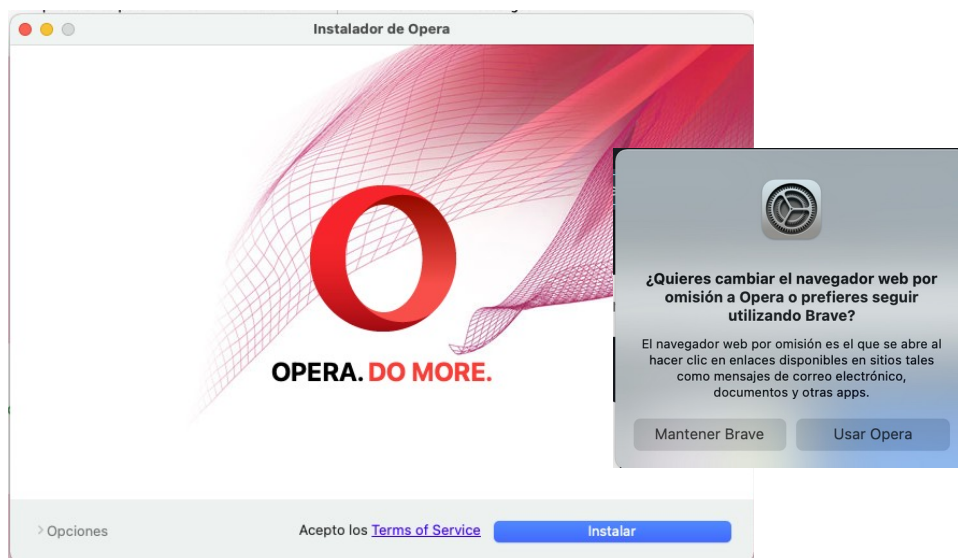 Instalador de Opera
OPERA. DO MORE.
> Opciones
Acepto los Terms of Service
Instalar
¿Quieres cambiar el navegador web por
omisión a Opera o prefieres seguir
utilizando Brave?
El navegador web por omisión es el que se abre al
hacer clic en enlaces disponibles en sitios tales
como mensajes de correo electrónico,
documentos y otras apps.
Mantener Brave
Usar Opera